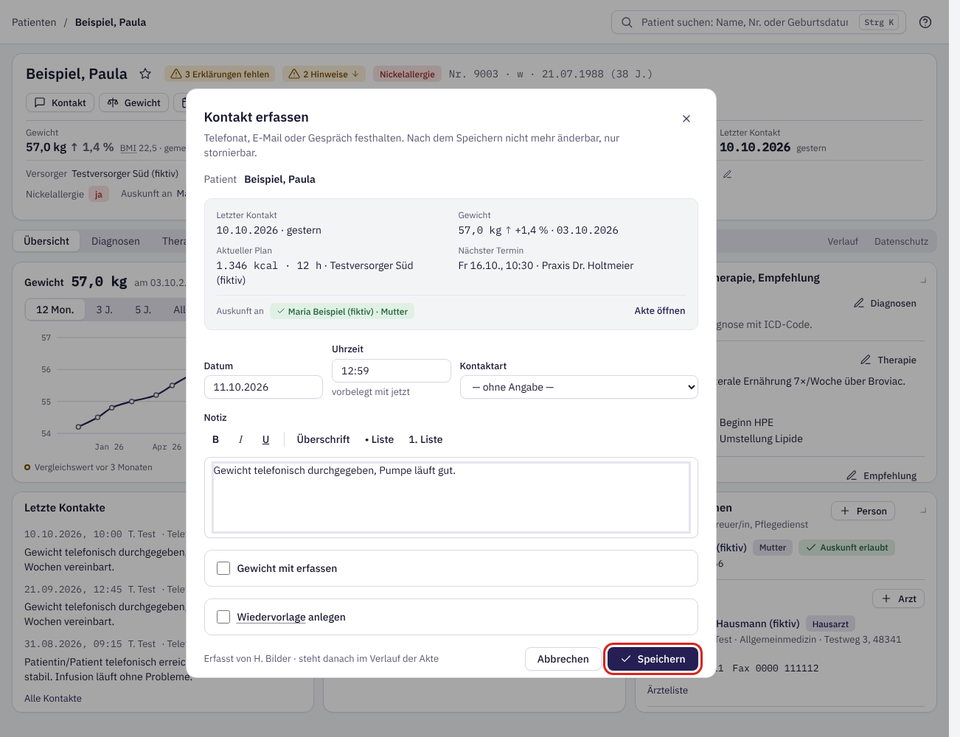 Patienten / Beispiel, Paula
Patient suchen: Name, Nr. oder Geburtsdatu
Strg K
Beispiel, Paula
3 Erklärungen fehlen
2 Hinweise ↓
Nickelallergie
Nr. 9003 · w · 21.07.1988 (38 J.)
Kontakt
Gewicht
Gewicht
57,0 kg ↑ 1,4 % BMI 22,5 ·
Letzter Kontakt
10.10.2026 gestern
Versorger Testversorger Süd (fiktiv)
Nickelallergie ja Auskunft an
Übersicht
Diagnosen
Verlauf
Datenschutz
Kontakt erfassen
Telefonat, E-Mail oder Gespräch festhalten. Nach dem Speichern nicht mehr änderbar, nur
stornierbar.
Patient Beispiel, Paula
Letzter Kontakt
10.10.2026 · gestern
Gewicht
57,0 kg ↑ +1,4 % · 03.10.2026
Aktueller Plan
1.346 kcal · 12 h · Testversorger Süd
(fiktiv)
Nächster Termin
Fr 16.10., 10:30 · Praxis Dr. Holtmeier
Auskunft an
Maria Beispiel (fiktiv) · Mutter
Akte öffnen
Datum
11.10.2026
Uhrzeit
12:59
vorbelegt mit jetzt
Kontaktart
— ohne Angabe —
Notiz
B I U Überschrift • Liste 1. Liste
Gewicht telefonisch durchgegeben, Pumpe läuft gut.
Gewicht mit erfassen
Wiedervorlage anlegen
Erfasst von H. Bilder · steht danach im Verlauf der Akte
Abbrechen
Speichern
Gewicht 57,0 kg am 03.10.2
12 Mon. 3 J. 5 J. All
57
56
55
54
Jan 26
Apr 26
Vergleichswert vor 3 Monaten
Letzte Kontakte
10.10.2026, 10:00 T. Test ·
Gewicht telefonisch durchgegeben
Wochen vereinbart.
21.09.2026, 12:45 T. Test ·
Gewicht telefonisch durchgegeben
Wochen vereinbart.
31.08.2026, 09:15 T. Test ·
Patientin/Patient telefonisch
stabil. Infusion läuft ohne Probleme.
Alle Kontakte
herapie, Empfehlung
Diagnosen
gnose mit ICD-Code.
Therapie
erale Ernährung 7×/Woche über Broviac.
Beginn HPE
Umstellung Lipide
Empfehlung
Person
reuer/in, Pflegedienst
(fiktiv)
Mutter
Auskunft erlaubt
Arzt
Hausmann (fiktiv)
Hausarzt
Test · Allgemeinmedizin · Testweg 3, 48341
Fax 0000 111112
Ärzteliste